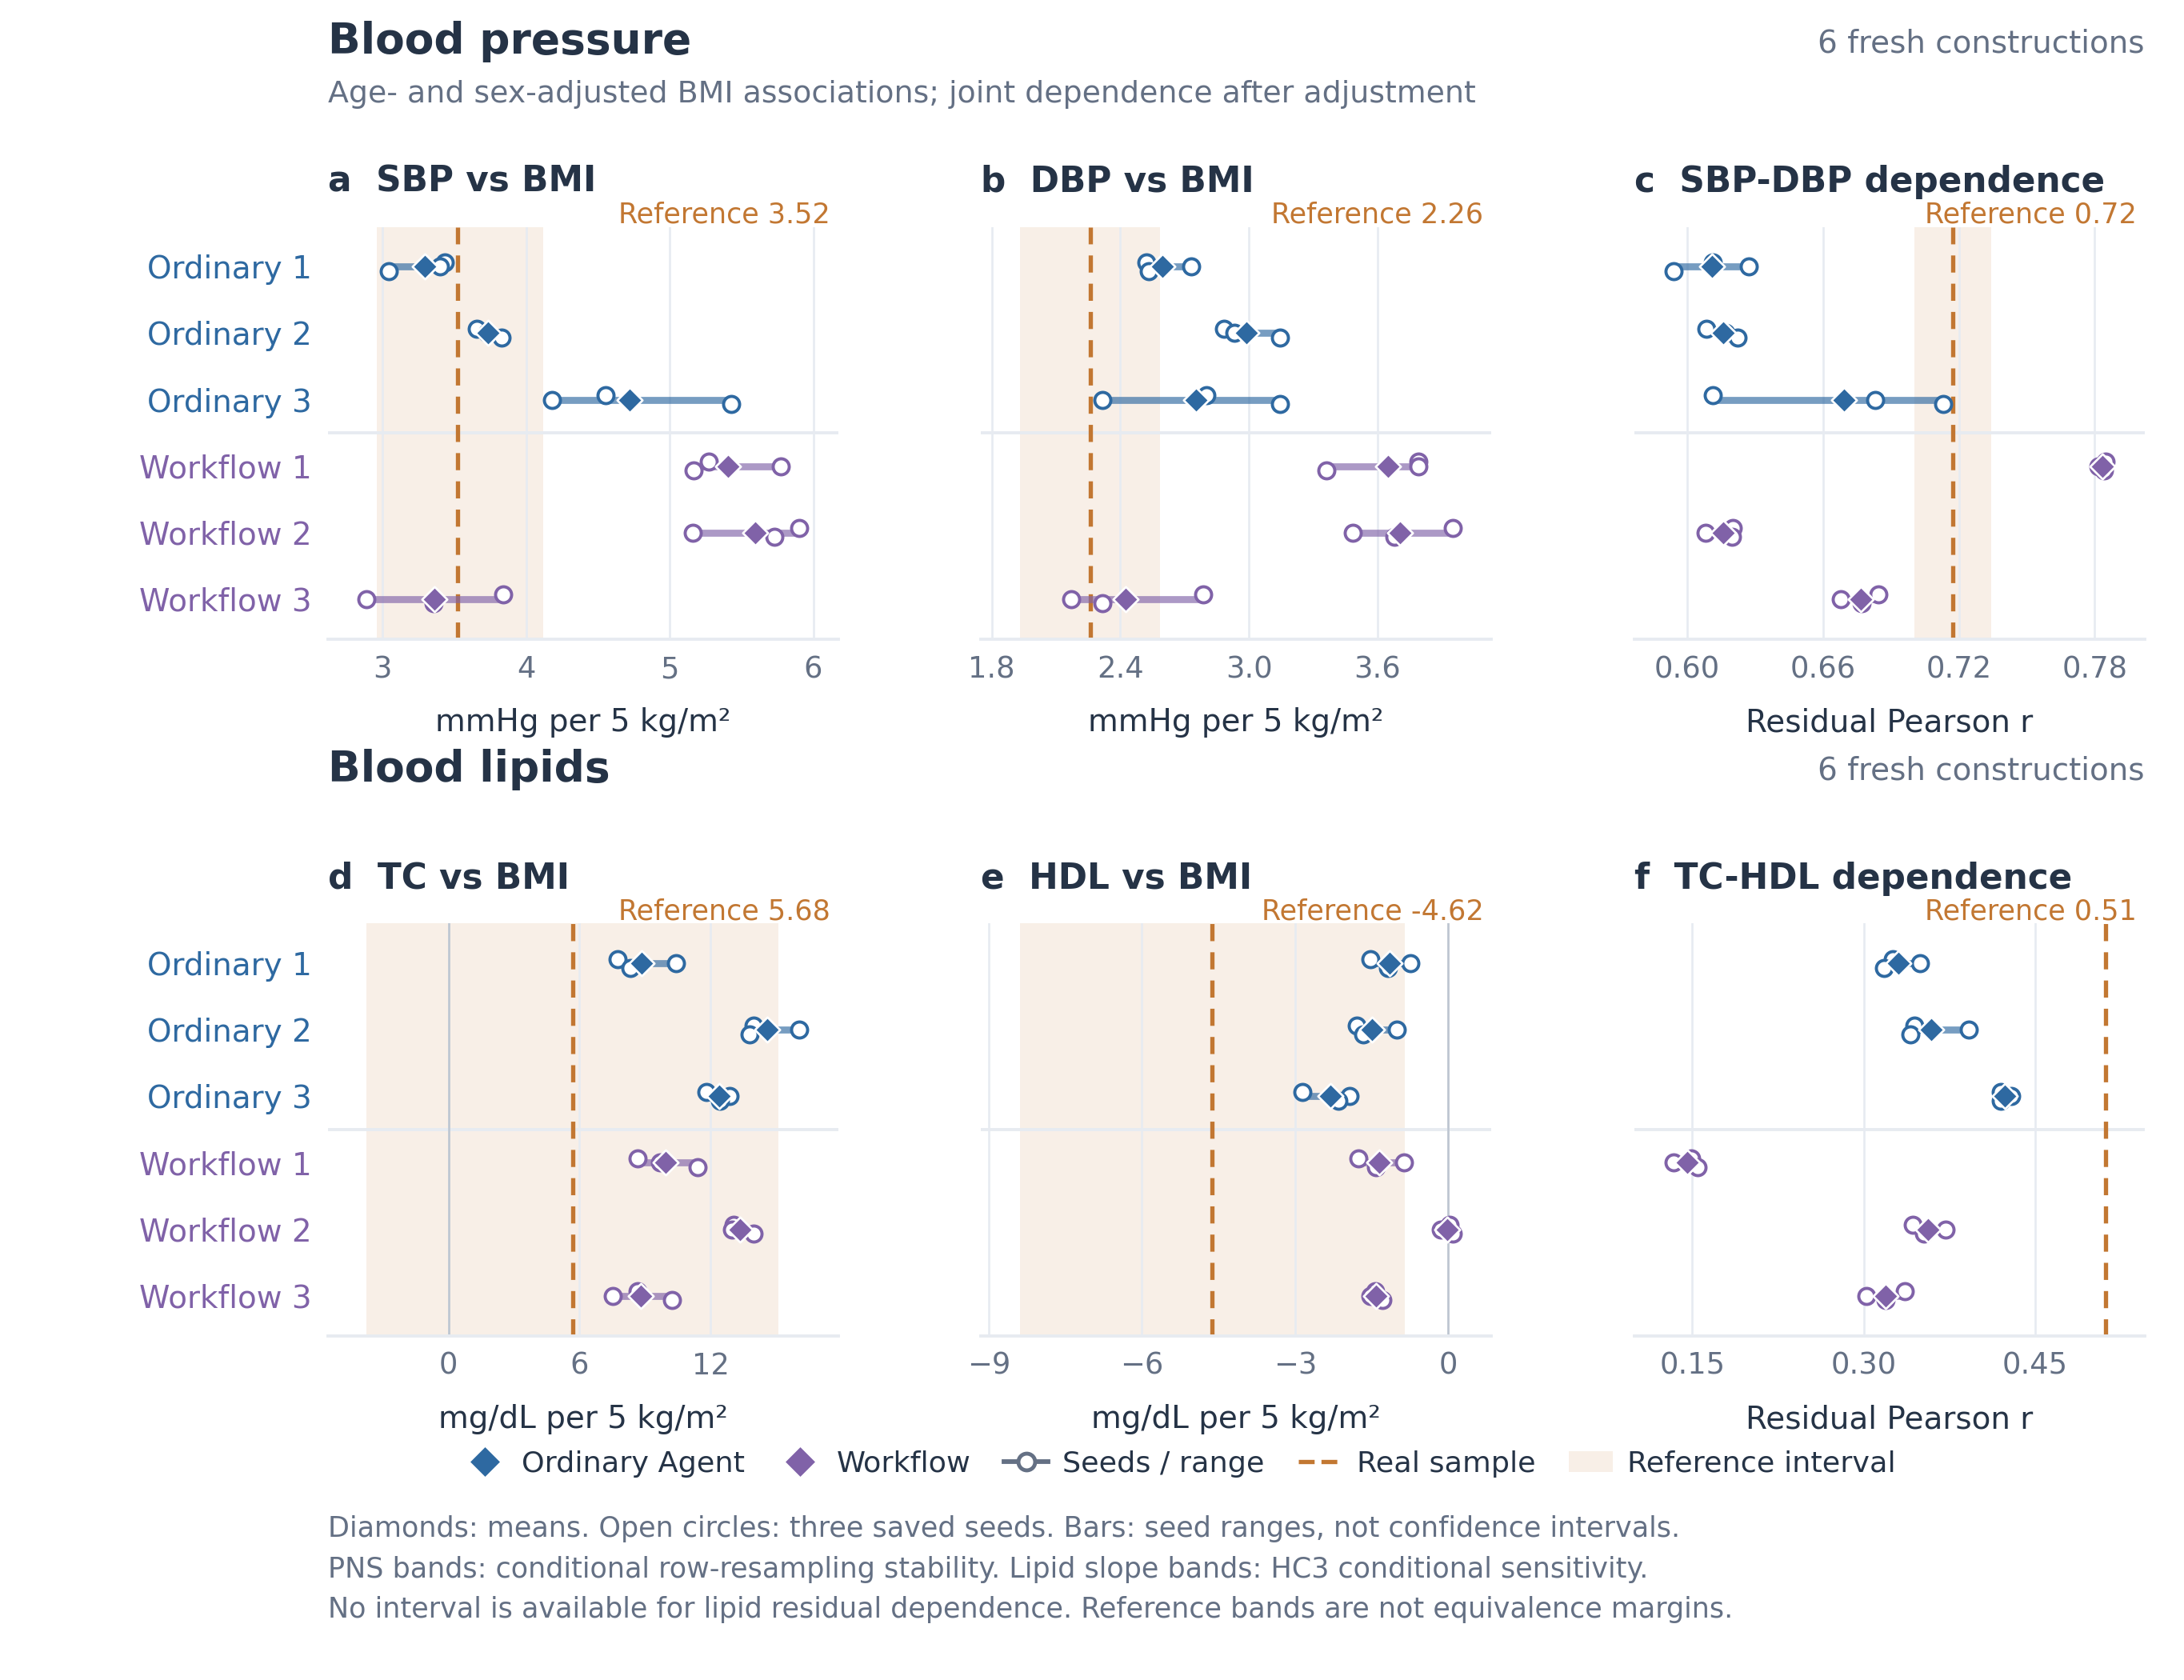 Blood pressure
6 fresh constructions
Age- and sex-adjusted BMI associations; joint dependence after adjustment
a SBP vs BMI
b DBP vs BMI
c SBP-DBP dependence
Reference 3.52
Reference 2.26
Reference 0.72
Ordinary 1
Ordinary 2
Ordinary 3
Workflow 1
Workflow 2
Workflow 3
3 4 5 6
1.8 2.4 3.0 3.6
0.60 0.66 0.72 0.78
mmHg per 5 kg/m²
mmHg per 5 kg/m²
Residual Pearson r
Blood lipids
6 fresh constructions
d TC vs BMI
e HDL vs BMI
f TC-HDL dependence
Reference 5.68
Reference -4.62
Reference 0.51
Ordinary 1
Ordinary 2
Ordinary 3
Workflow 1
Workflow 2
Workflow 3
0 6 12
−9 −6 −3 0
0.15 0.30 0.45
mg/dL per 5 kg/m²
mg/dL per 5 kg/m²
Residual Pearson r
Ordinary Agent Workflow Seeds / range Real sample Reference interval
Diamonds: means. Open circles: three saved seeds. Bars: seed ranges, not confidence intervals.
PNS bands: conditional row-resampling stability. Lipid slope bands: HC3 conditional sensitivity.
No interval is available for lipid residual dependence. Reference bands are not equivalence margins.